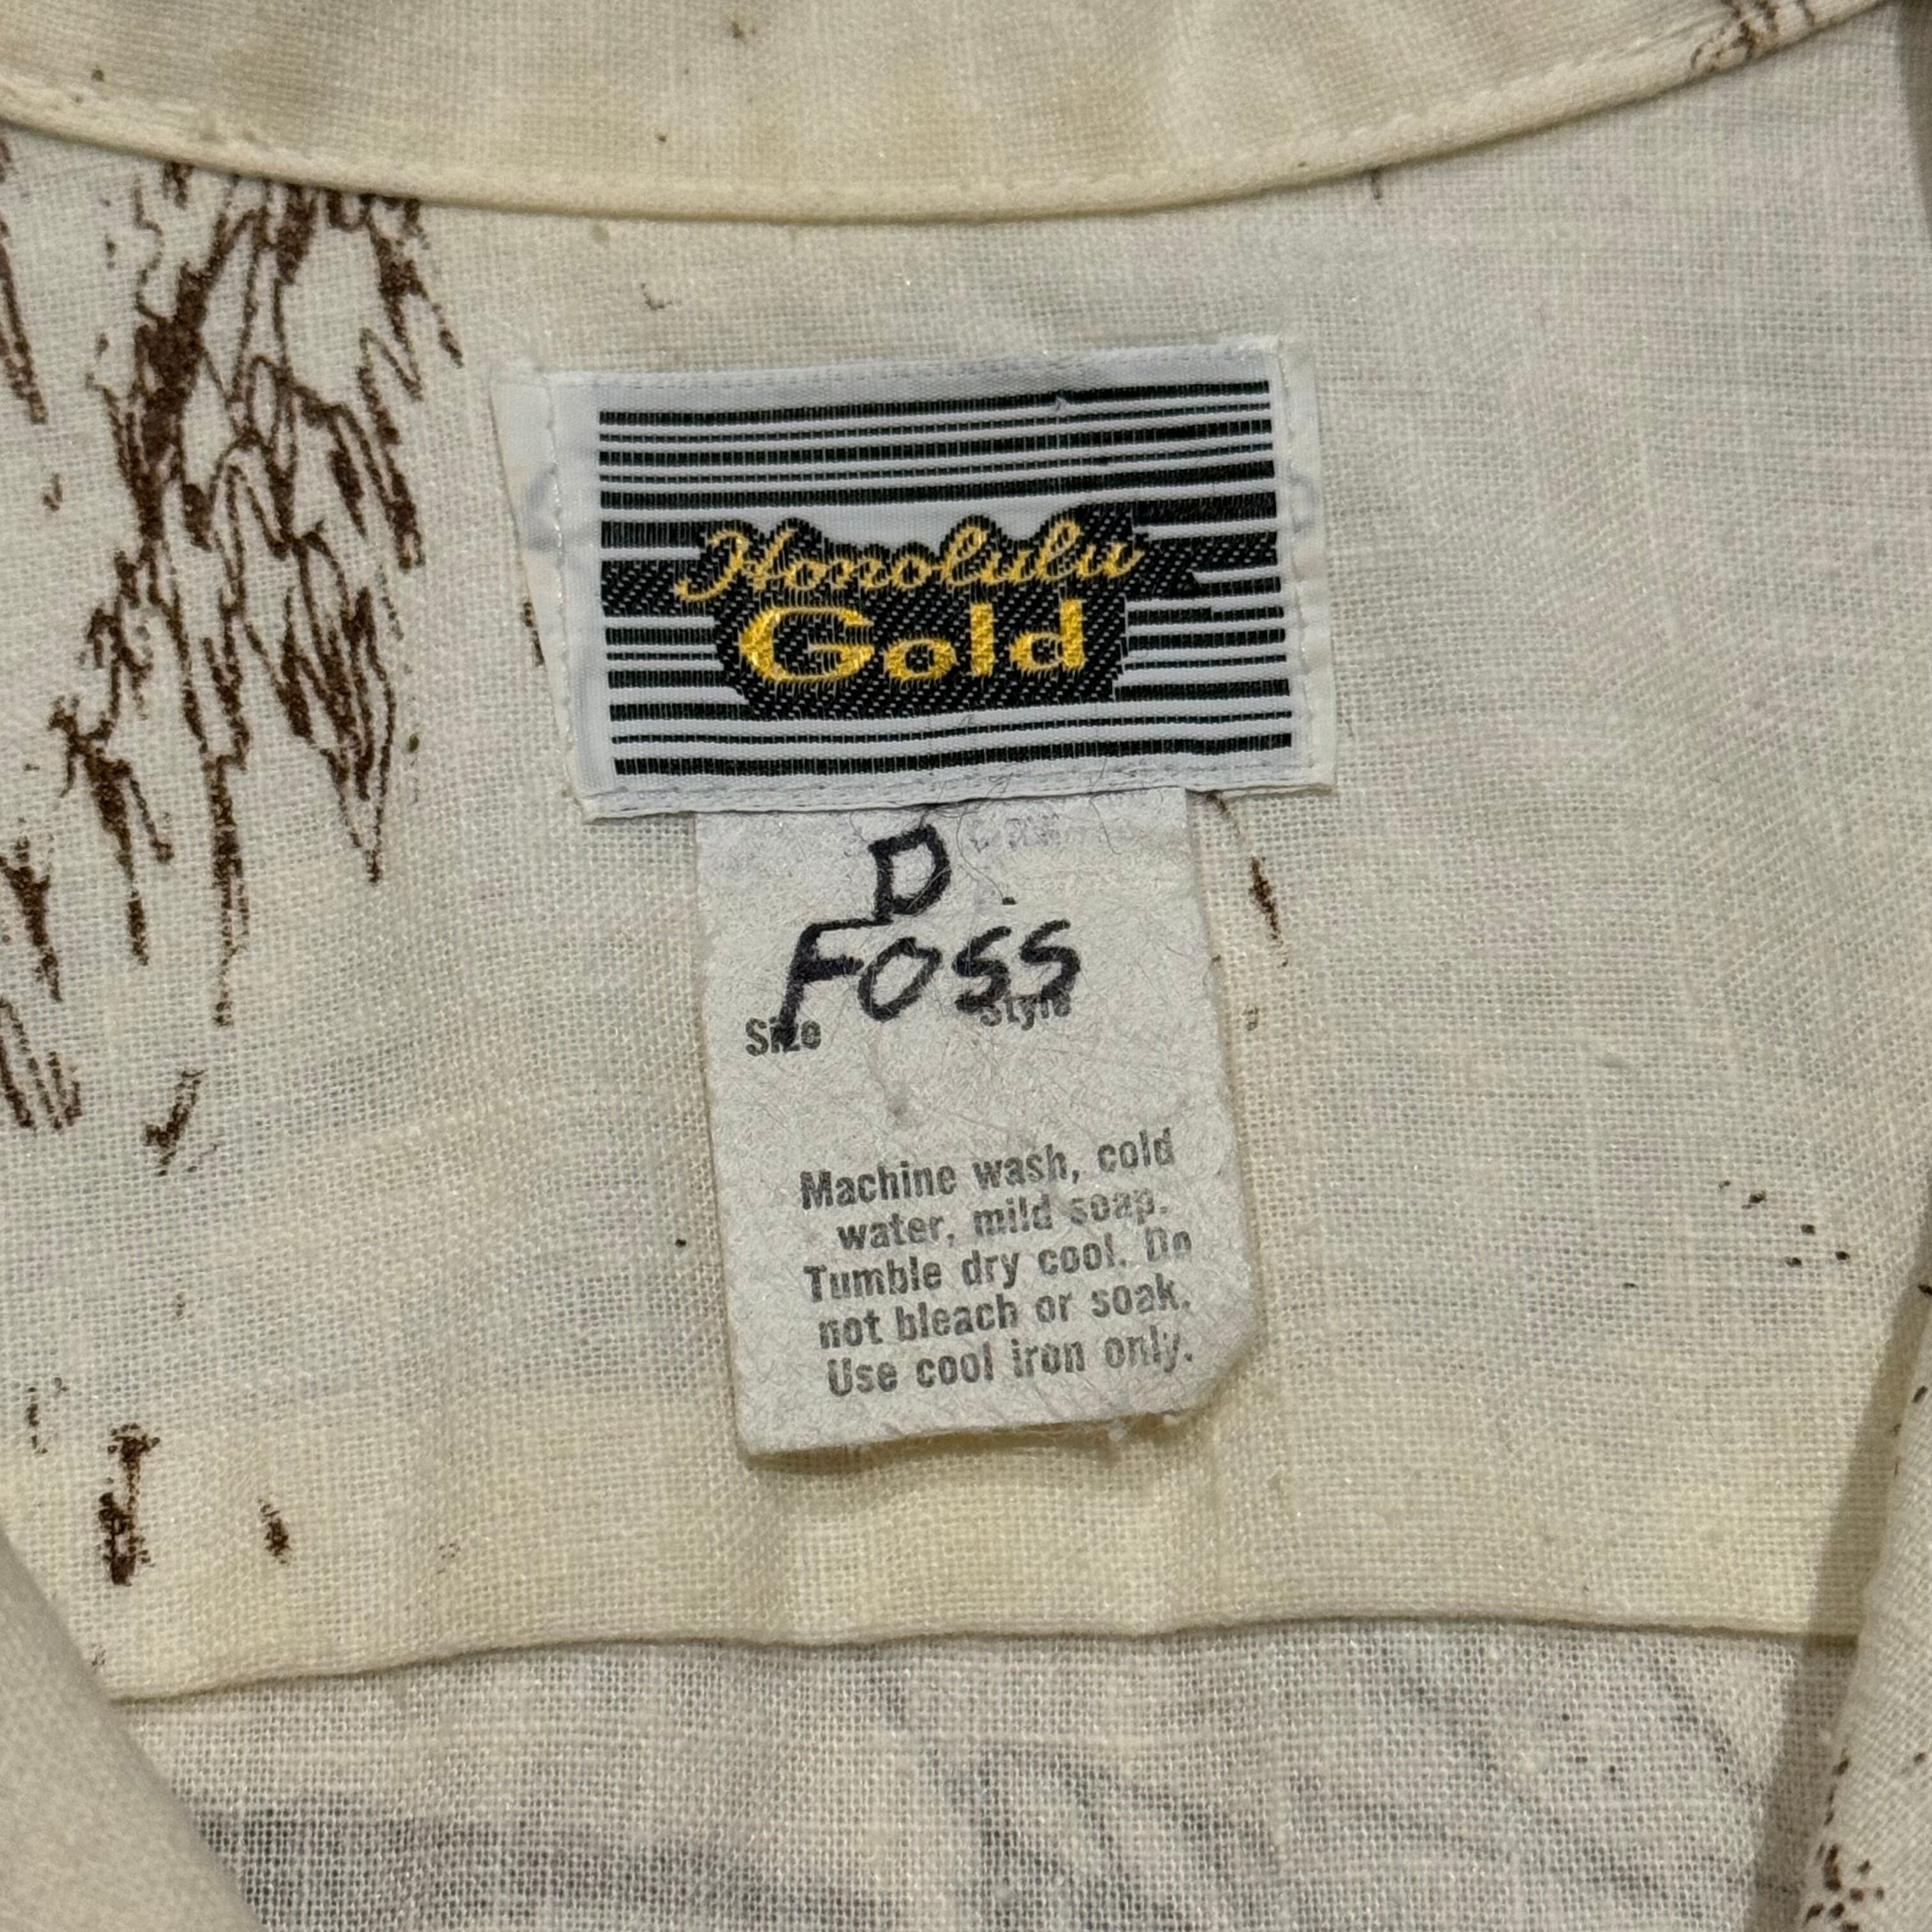 Honolulu
Gold
D
FOSS
Size Style
Machine wash, cold
water, mild soap.
Tumble dry cool. Do
not bleach or soak.
Use cool iron only.